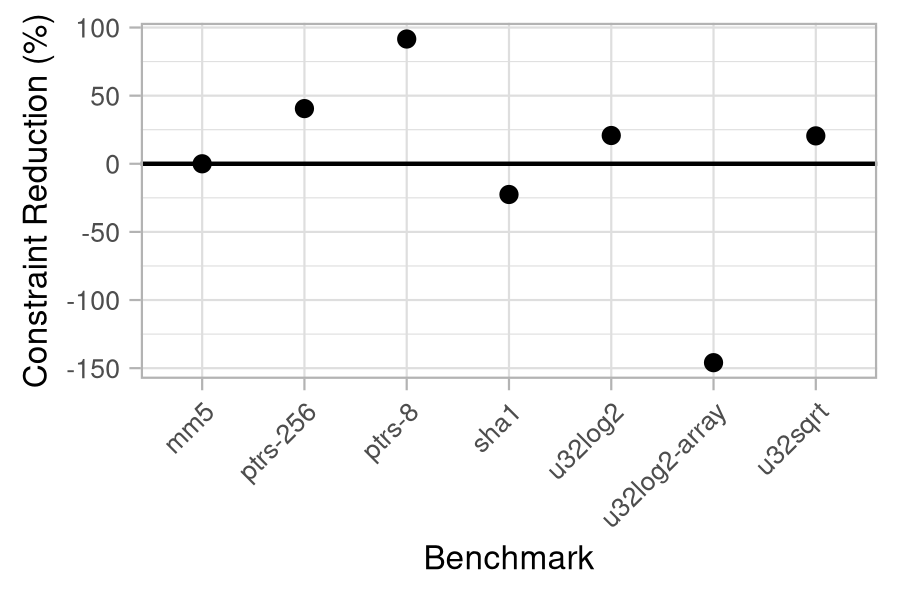 Constraint Reduction (%)
100
50
0
-50
-100
-150
mm5
ptrs-256
ptrs-8
sha1
u32log2
u32log2-array
u32sqrt
Benchmark